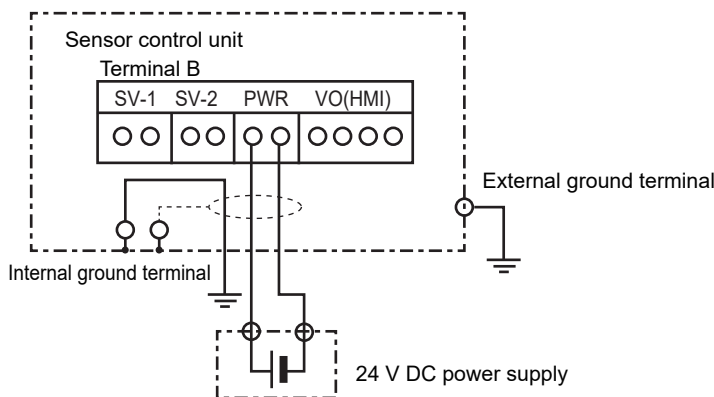 Sensor control unit
Terminal B
SV-1 SV-2 PWR VO(HMI)
External ground terminal
Internal ground terminal
24 V DC power supply